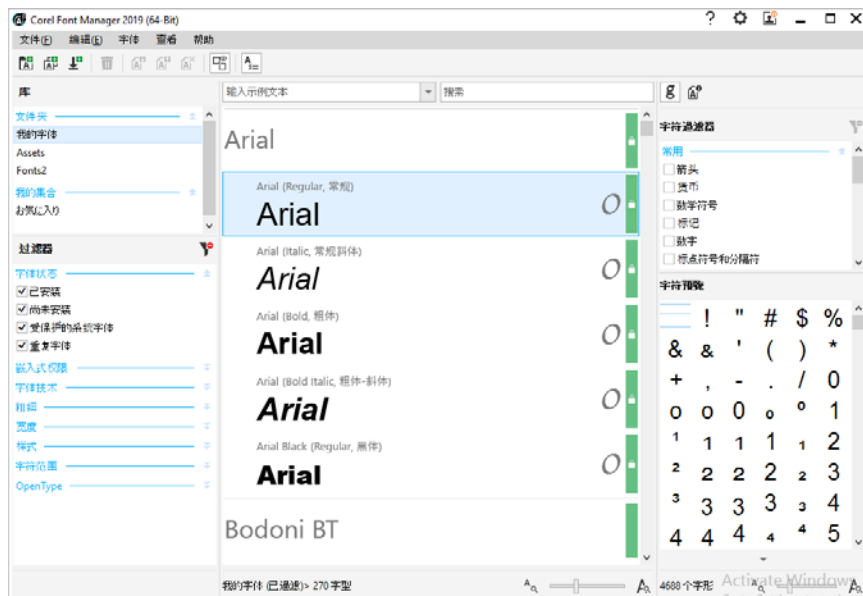 Corel Font Manager 2019 (64-Bit)
文件(F) 编辑(E) 字体 查看 帮助
库
文件夹
我的字体
Assets
Fonts2
我的集合
お気に入り
过滤器
字体状态
已安装
尚未安装
受保护的系统字体
重复字体
嵌入式权限
字体技术
粗细
宽度
样式
字符范围
OpenType
输入示例文本
搜索
Arial
Arial (Regular, 常规)
Arial
Arial (Italic, 常规斜体)
Arial
Arial (Bold, 粗体)
Arial
Arial (Bold Italic, 粗体-斜体)
Arial
Arial Black (Regular, 黑体)
Arial
Bodoni BT
我的字体 (已過滤)> 270 字型
字符過滤器
常用
箭头
货币
数学符号
标记
数字
标点符号和分隔符
字符预览
! " # $ %
& & ' ( ) *
+ , - . / 0
o o 0 o o 1
1 1 1 1 1 2
2 2 2 2 2 3
3 3 3 3 3 4
4 4 4 4 4 5
4688 个字形
Activate Windows